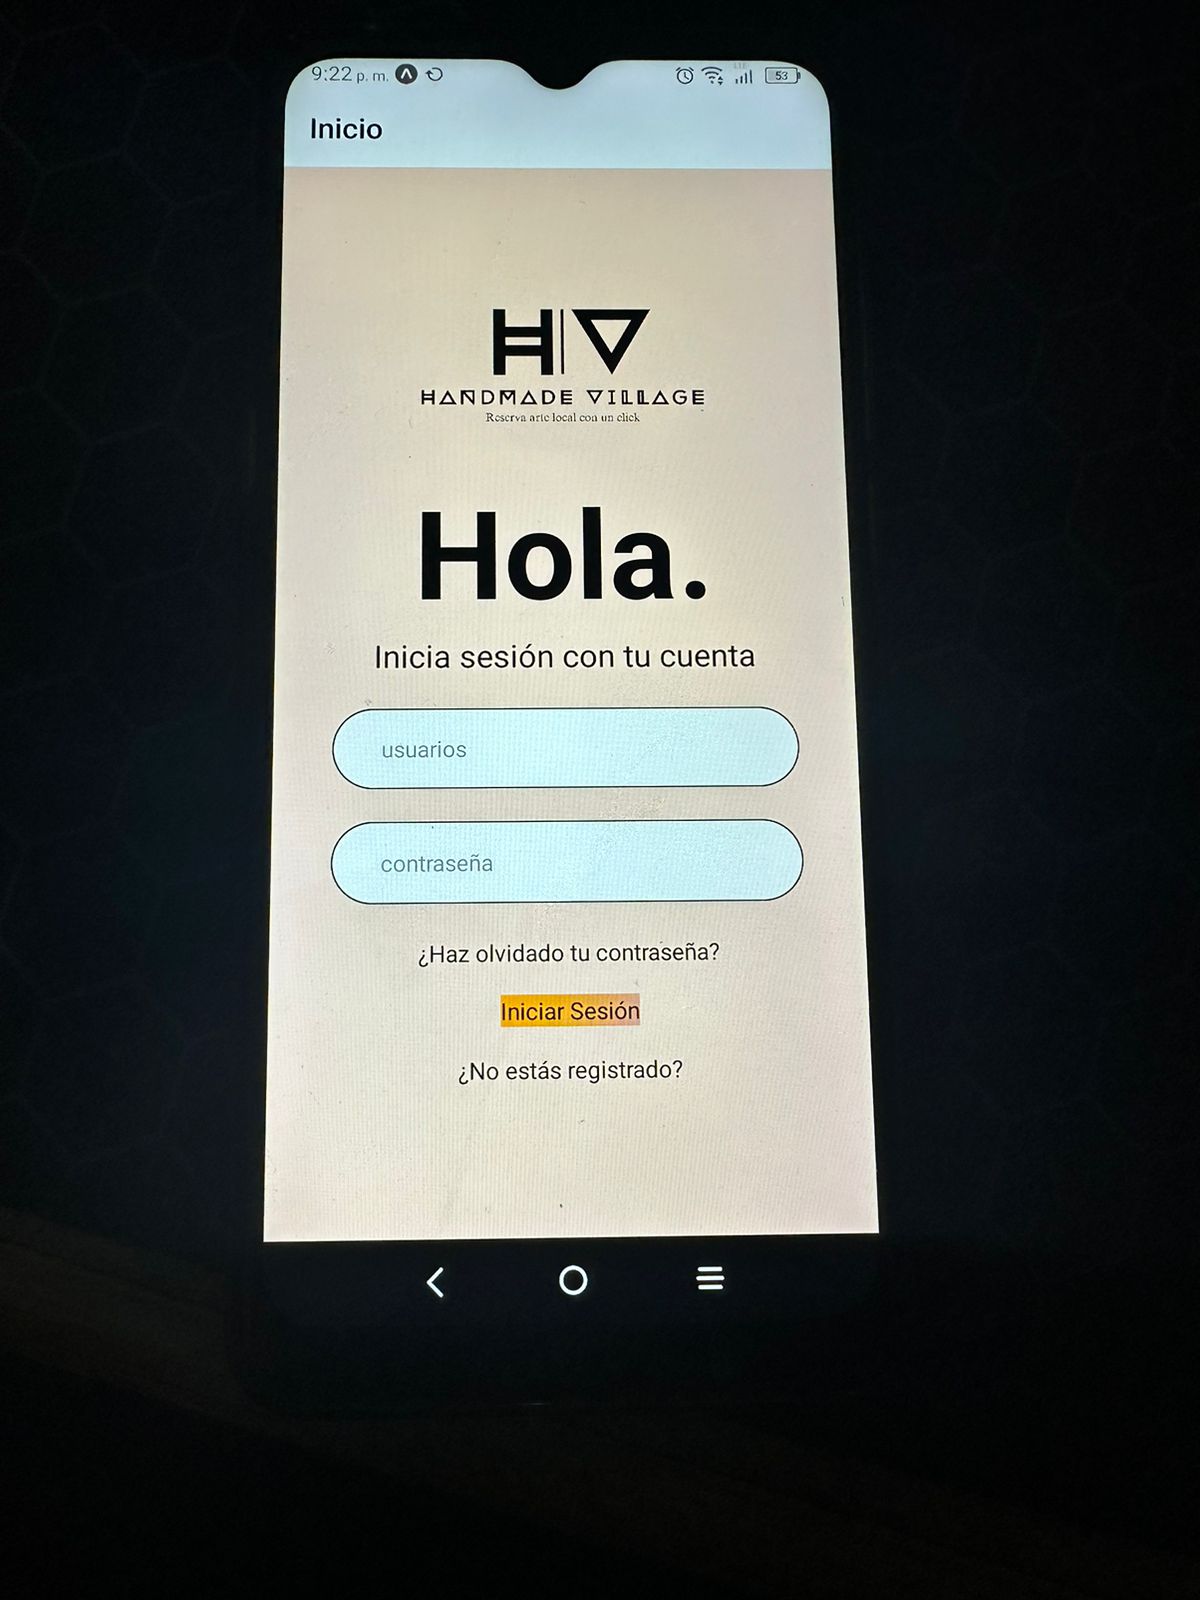 9:22 p. m.
LTE
53
Inicio
HV
HANDMADE VILLAGE
Reserva arte local con un click
Hola.
Inicia sesión con tu cuenta
usuarios
contraseña
¿Haz olvidado tu contraseña?
Iniciar Sesión
¿No estás registrado?